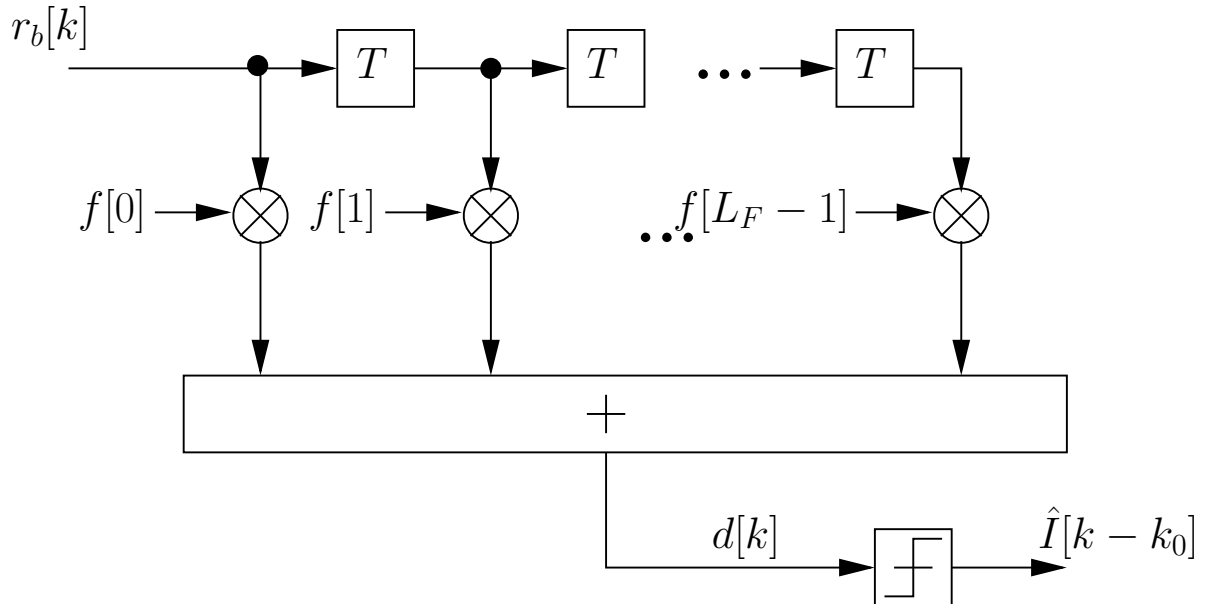 r_b[k]
T
T
...
T
f[0]
f[1]
...
f[L_F − 1]
+
d[k]
Î[k − k_0]